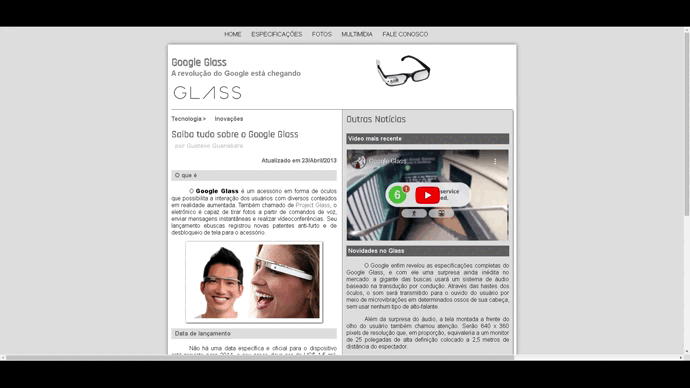 HOME ESPECIFICAÇÕES FOTOS MULTIMÍDIA FALE CONOSCO
Google Glass
A revolução do Google está chegando
GLASS
Tecnologia > Inovações
Saiba tudo sobre o Google Glass
por Gustavo Guanabara
Atualizado em 23/Abril/2013
O que é
O Google Glass é um acessório em forma de óculos
que possibilita a interação dos usuários com diversos conteúdos
em realidade aumentada. Também chamado de Project Glass, o
eletrônico é capaz de tirar fotos a partir de comandos de voz,
enviar mensagens instantâneas e realizar vídeoconferências. Seu
lançamento ebuscas registrou novas patentes anti-furto e de
desbloqueio de tela para o acessório.
Data de lançamento
Não há uma data específica e oficial para o dispositivo
Outras Notícias
Vídeo mais recente
Google Glass
6
service
Novidades no Glass
O Google enfim revelou as especificações completas do
Google Glass, e com ele uma surpresa ainda inédita no
mercado: a gigante das buscas usará um sistema de áudio
baseado na transdução por condução. Através das hastes dos
óculos, o som será transmitido para o ouvido do usuário por
meio de microvibrações em determinados ossos de sua cabeça,
sem usar nenhum tipo de alto-falante.
Além da surpresa do áudio, a tela montada a frente do
olho do usuário também chamou atenção. Serão 640 x 360
pixels de resolução que, em proporção, equivaleria a um monitor
de 25 polegadas de alta definição colocado a 2,5 metros de
distância do espectador.